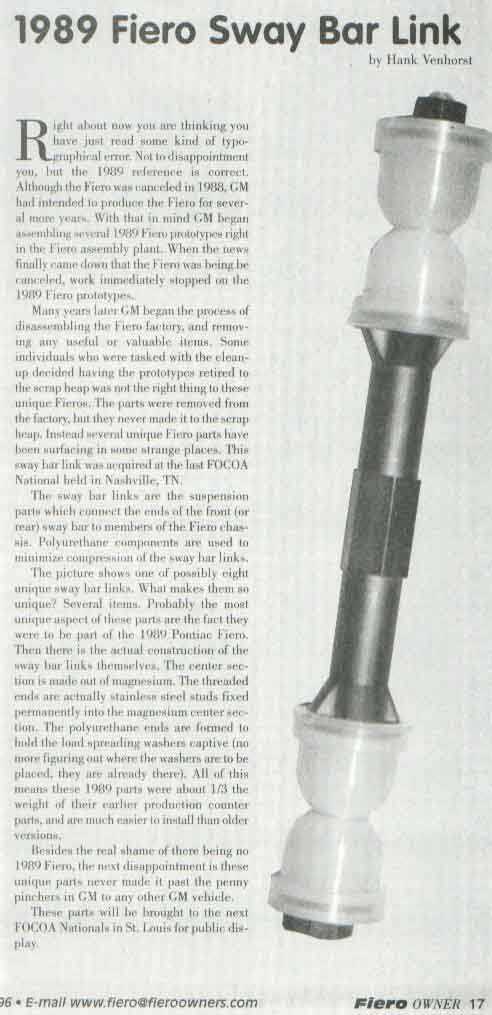 1989 Fiero Sway Bar Link
by Hank Venhorst
Right about now you are thinking you
have just read some kind of typo-
graphical error. Not to disappointment
you, but the 1989 reference is correct.
Although the Fiero was canceled in 1988, GM
had intended to produce the Fiero for sever-
al more years. With that in mind GM began
assembling several 1989 Fiero prototypes right
in the Fiero assembly plant. When the news
finally came down that the Fiero was being be
canceled, work immediately stopped on the
1989 Fiero prototypes.
Many years later GM began the process of
disassembling the Fiero factory, and remov-
ing any useful or valuable items. Some
individuals who were tasked with the clean-
up decided having the prototypes retired to
the scrap heap was not the right thing to these
unique Fieros. The parts were removed from
the factory, but they never made it to the scrap
heap. Instead several unique Fiero parts have
been surfacing in some strange places. This
sway bar link was acquired at the last FOCOA
National held in Nashville, TN.
The sway bar links are the suspension
parts which connect the ends of the front (or
rear) sway bar to members of the Fiero chas-
sis. Polyurethane components are used to
minimize compression of the sway bar links.
The picture shows one of possibly eight
unique sway bar links. What makes them so
unique? Several items. Probably the most
unique aspect of these parts are the fact they
were to be part of the 1989 Pontiac Fiero.
Then there is the actual construction of the
sway bar links themselves. The center sec-
tion is made out of magnesium. The threaded
ends are actually stainless steel studs fixed
permanently into the magnesium center sec-
tion. The polyurethane ends are formed to
hold the load spreading washers captive (no
more figuring out where the washers are to be
placed, they are already there). All of this
means these 1989 parts were about 1/3 the
weight of their earlier production counter
parts, and are much easier to install than older
versions.
Besides the real shame of there being no
1989 Fiero, the next disappointment is these
unique parts never made it past the penny
pinchers in GM to any other GM vehicle.
These parts will be brought to the next
FOCOA Nationals in St. Louis for public dis-
play.
96 • E-mail www.fiero@fieroowners.com
Fiero OWNER 17